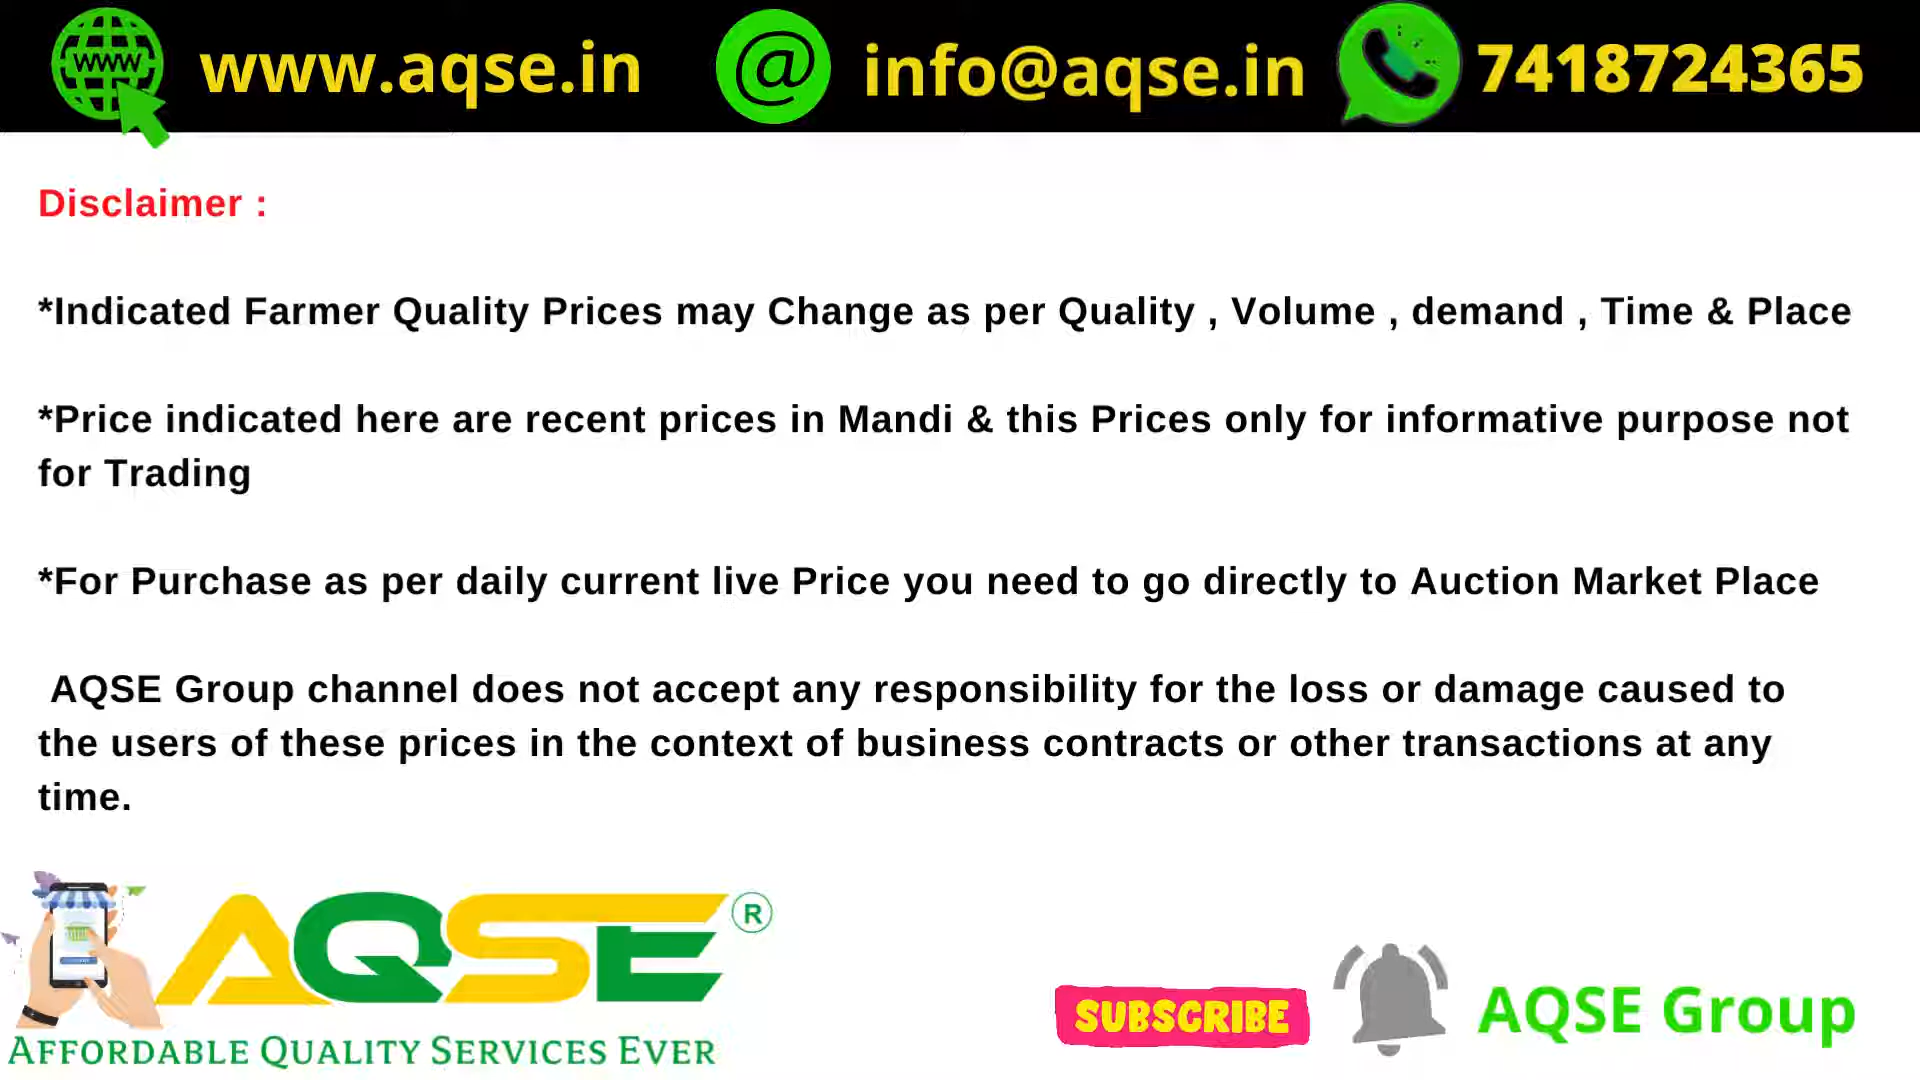 www www.aqse.in @ info@aqse.in 7418724365
Disclaimer :
*Indicated Farmer Quality Prices may Change as per Quality , Volume , demand , Time & Place
*Price indicated here are recent prices in Mandi & this Prices only for informative purpose not
for Trading
*For Purchase as per daily current live Price you need to go directly to Auction Market Place
AQSE Group channel does not accept any responsibility for the loss or damage caused to
the users of these prices in the context of business contracts or other transactions at any
time.
AQSE ®
AFFORDABLE QUALITY SERVICES EVER
SUBSCRIBE AQSE Group